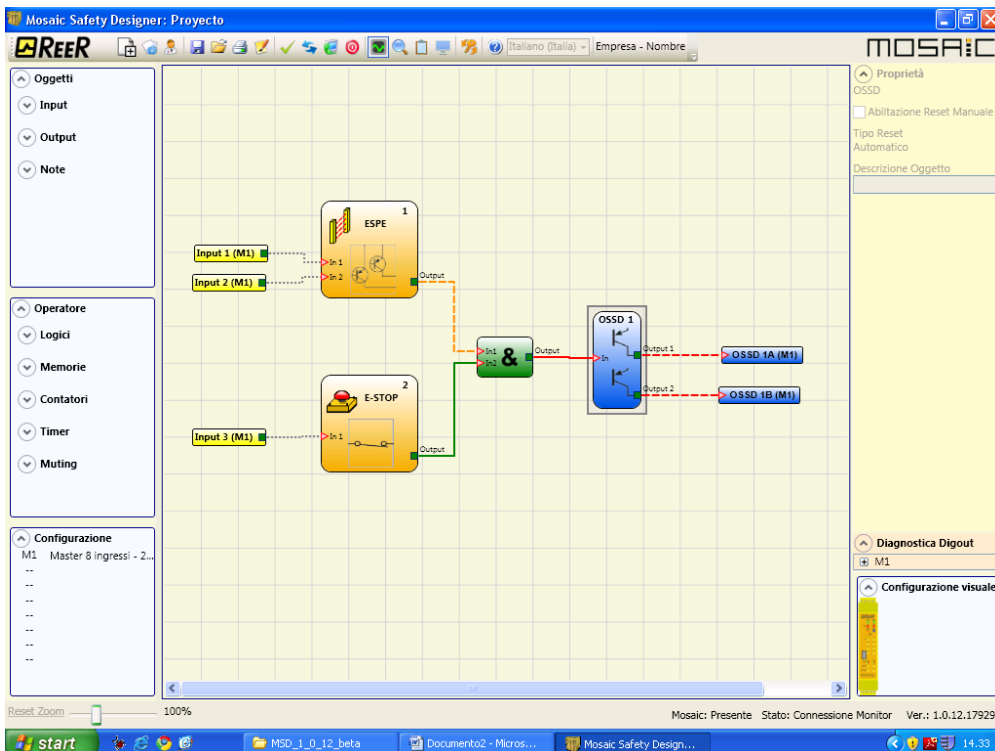 Mosaic Safety Designer: Proyecto
REER
Italiano (Italia)
Empresa - Nombre
MOSAIC
Oggetti
Input
Output
Note
Operatore
Logici
Memorie
Contatori
Timer
Muting
Configurazione
M1 Master 8 ingressi - 2...
--
--
--
--
--
--
--
1
ESPE
Input 1 (M1)
In 1
Input 2 (M1)
In 2
Output
2
E-STOP
Input 3 (M1)
In 1
Output
In1
In2
&
Output
OSSD 1
In
Output 1
OSSD 1A (M1)
Output 2
OSSD 1B (M1)
Proprietà
OSSD
Abiltazione Reset Manuale
Tipo Reset
Automatico
Descrizione Oggetto
Diagnostica Digout
M1
Configurazione visuale
Reset Zoom
100%
Mosaic: Presente Stato: Connessione Monitor Ver.: 1.0.12.17929
start
MSD_1_0_12_beta
Documento2 - Micros...
Mosaic Safety Design...
14.33